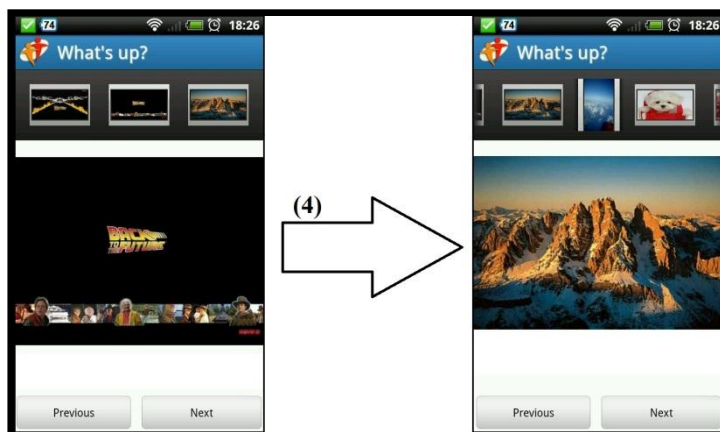 74 18:26
What's up?
BACK TO THE FUTURE
Previous Next
(4)
74 18:26
What's up?
Previous Next